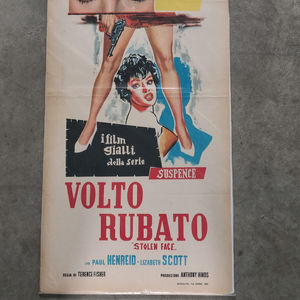 i film
gialli
della serie
SUSPENCE
VOLTO
RUBATO
"STOLEN FACE"
con PAUL HENREID - LIZABETH SCOTT
REGIA DI TERENCE FISHER
PRODUZIONE ANTHONY HINDS